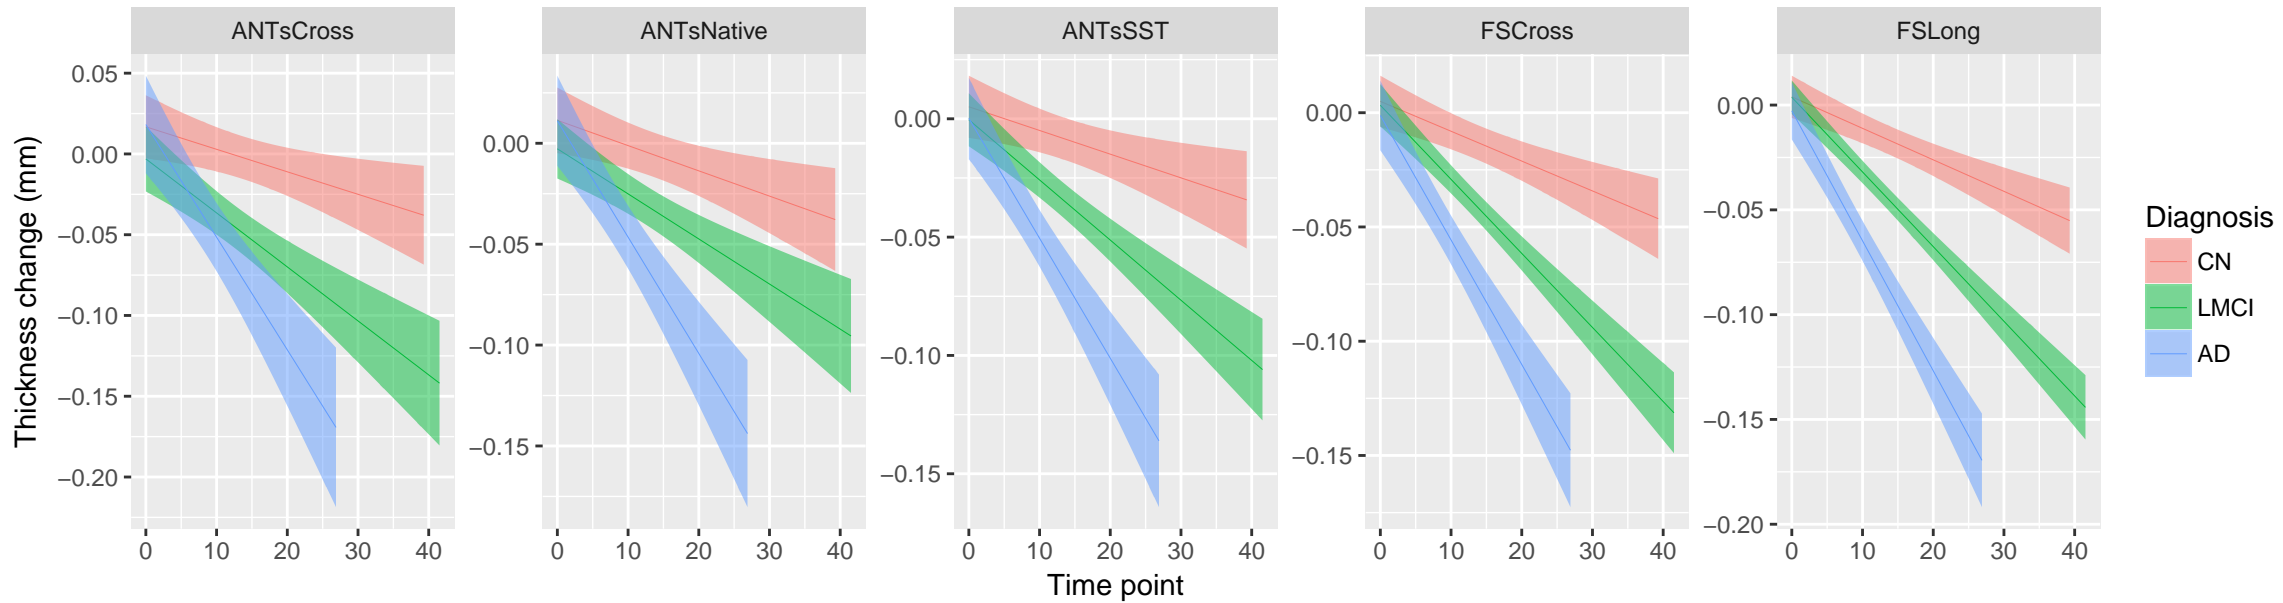 ANTsCross
ANTsNative
ANTsSST
FSCross
FSLong
Thickness change (mm)
0.05
0.00
−0.05
−0.10
−0.15
−0.20
0.00
−0.05
−0.10
−0.15
0.00
−0.05
−0.10
−0.15
0.00
−0.05
−0.10
−0.15
0.00
−0.05
−0.10
−0.15
−0.20
0 10 20 30 40
0 10 20 30 40
0 10 20 30 40
0 10 20 30 40
0 10 20 30 40
Time point
Diagnosis
CN
LMCI
AD